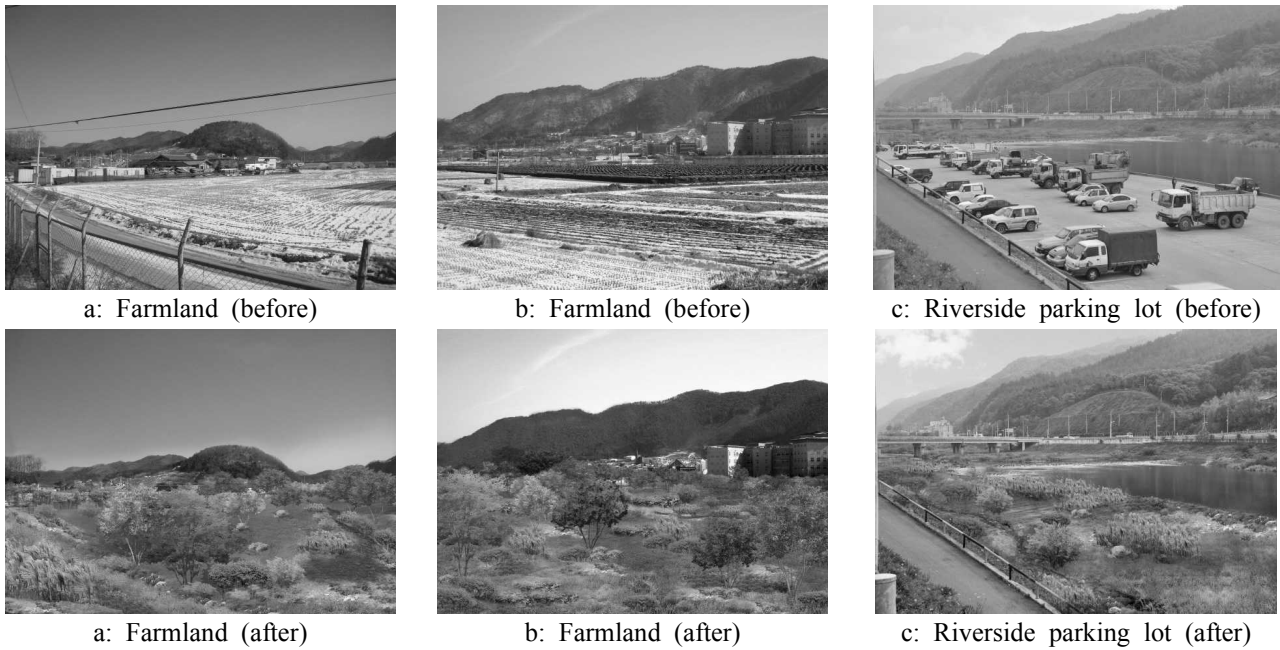 a: Farmland (before)
b: Farmland (before)
c: Riverside parking lot (before)
a: Farmland (after)
b: Farmland (after)
c: Riverside parking lot (after)